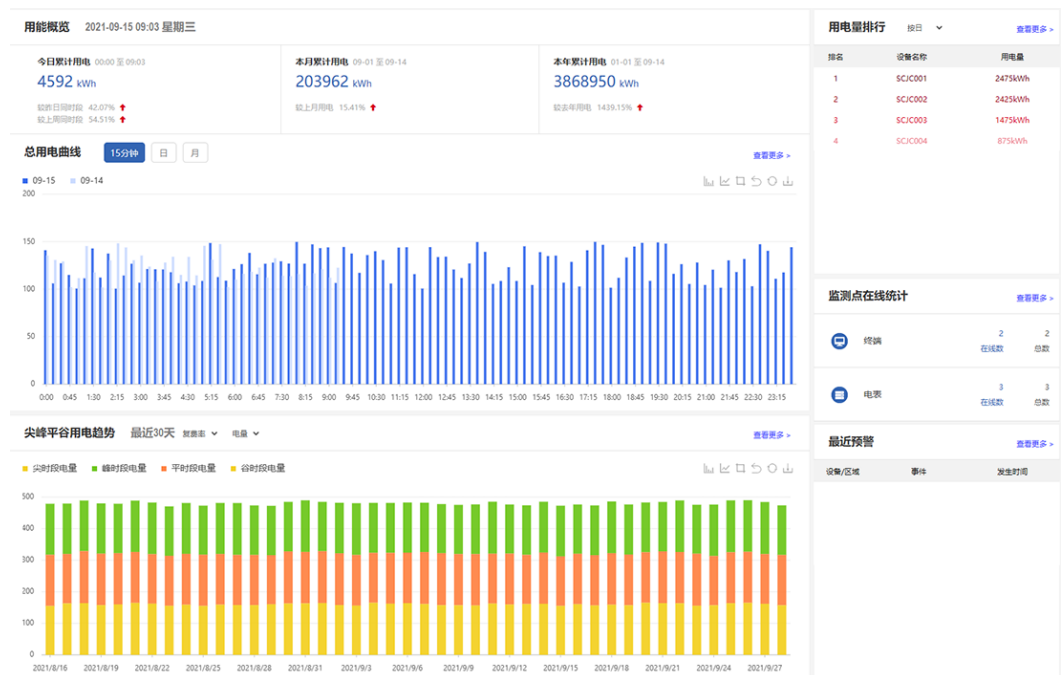 用能概览 2021-09-15 09:03 星期三
今日累计用电 00:00 至 09:03
4592 kWh
较昨日同时段 42.07%
较上周同时段 54.51%
本月累计用电 09-01 至 09-14
203962 kWh
较上月用电 15.41%
本年累计用电 01-01 至 09-14
3868950 kWh
较去年用电 1439.15%
总用电曲线 15分钟 日 月 查看更多 >
09-15 09-14
200
150
100
50
0
0:00 0:45 1:30 2:15 3:00 3:45 4:30 5:15 6:00 6:45 7:30 8:15 9:00 9:45 10:30 11:15 12:00 12:45 13:30 14:15 15:00 15:45 16:30 17:15 18:00 18:45 19:30 20:15 21:00 21:45 22:30 23:15
尖峰平谷用电趋势 最近30天 电量 查看更多 >
尖时段电量 峰时段电量 平时段电量 谷时段电量
500
400
300
200
100
0
2021/8/16 2021/8/19 2021/8/22 2021/8/25 2021/8/28 2021/8/31 2021/9/3 2021/9/6 2021/9/9 2021/9/12 2021/9/15 2021/9/18 2021/9/21 2021/9/24 2021/9/27
用电量排行 按日 查看更多 >
排名 设备名称 用电量
1 SCJC001 2475kWh
2 SCJC002 2425kWh
3 SCJC003 1475kWh
4 SCJC004 875kWh
监测点在线统计 查看更多 >
终端
2 2
在线数 总数
电表
3 3
在线数 总数
最近预警 查看更多 >
设备/区域 事件 发生时间